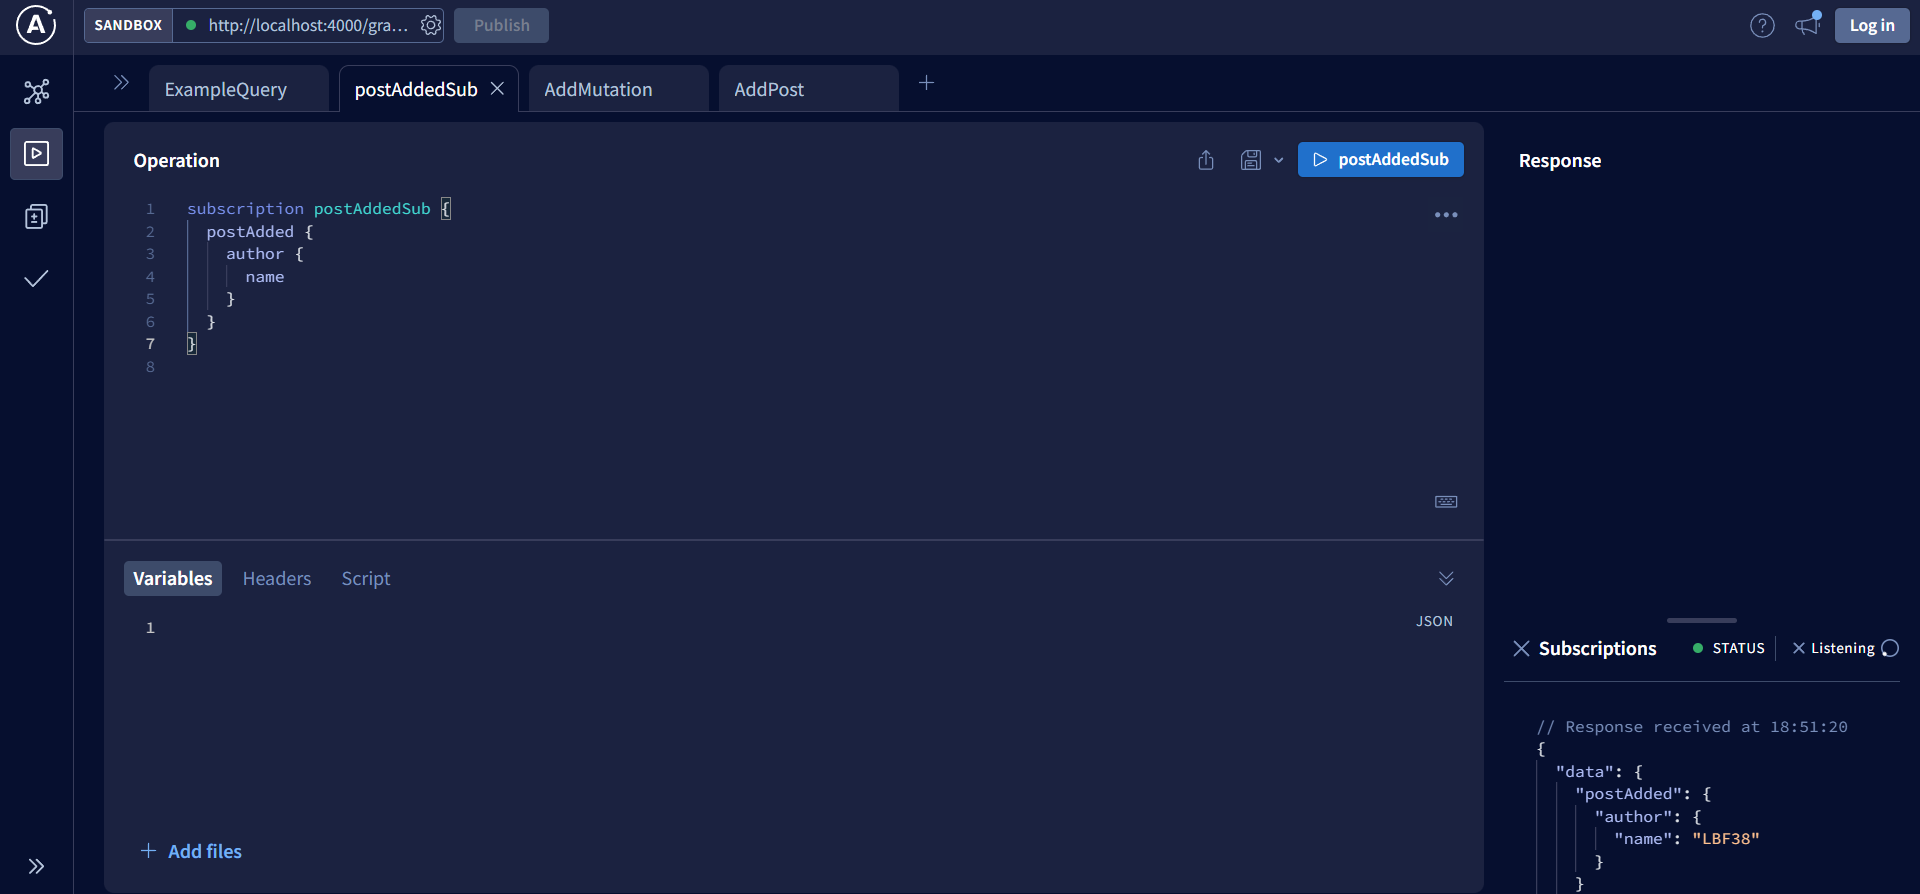 SANDBOX http://localhost:4000/gra... Publish Log in
ExampleQuery postAddedSub AddMutation AddPost
Operation
postAddedSub
1 subscription postAddedSub {
2 postAdded {
3 author {
4 name
5 }
6 }
7 }
8
Variables Headers Script
JSON
1
Add files
Response
Subscriptions STATUS Listening
// Response received at 18:51:20
{
"data": {
"postAdded": {
"author": {
"name": "LBF38"
}
}